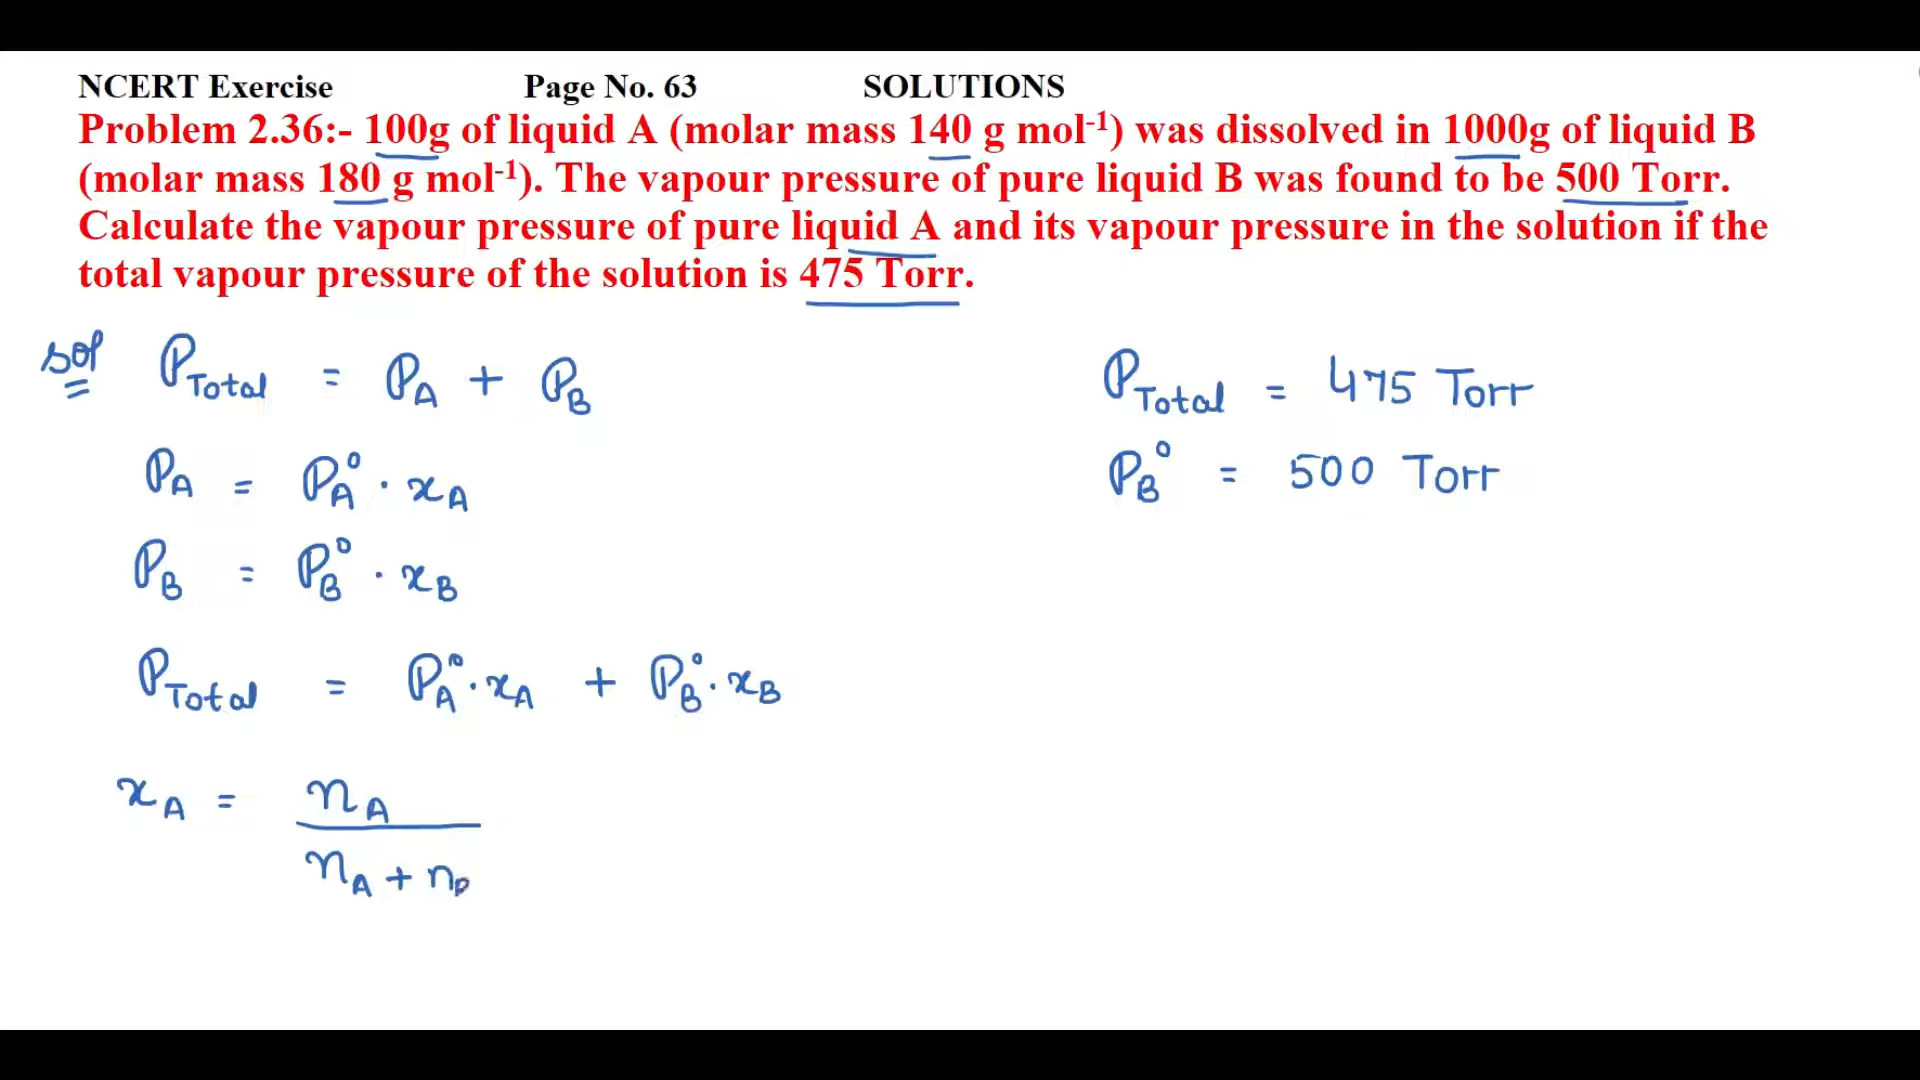 NCERT Exercise Page No. 63 SOLUTIONS
Problem 2.36:- 100g of liquid A (molar mass 140 g mol⁻¹) was dissolved in 1000g of liquid B
(molar mass 180 g mol⁻¹). The vapour pressure of pure liquid B was found to be 500 Torr.
Calculate the vapour pressure of pure liquid A and its vapour pressure in the solution if the
total vapour pressure of the solution is 475 Torr.
Sol P_Total = P_A + P_B
P_Total = 475 Torr
P_A = P_A° · x_A
P_B° = 500 Torr
P_B = P_B° · x_B
P_Total = P_A° · x_A + P_B° · x_B
x_A = n_A
n_A + n